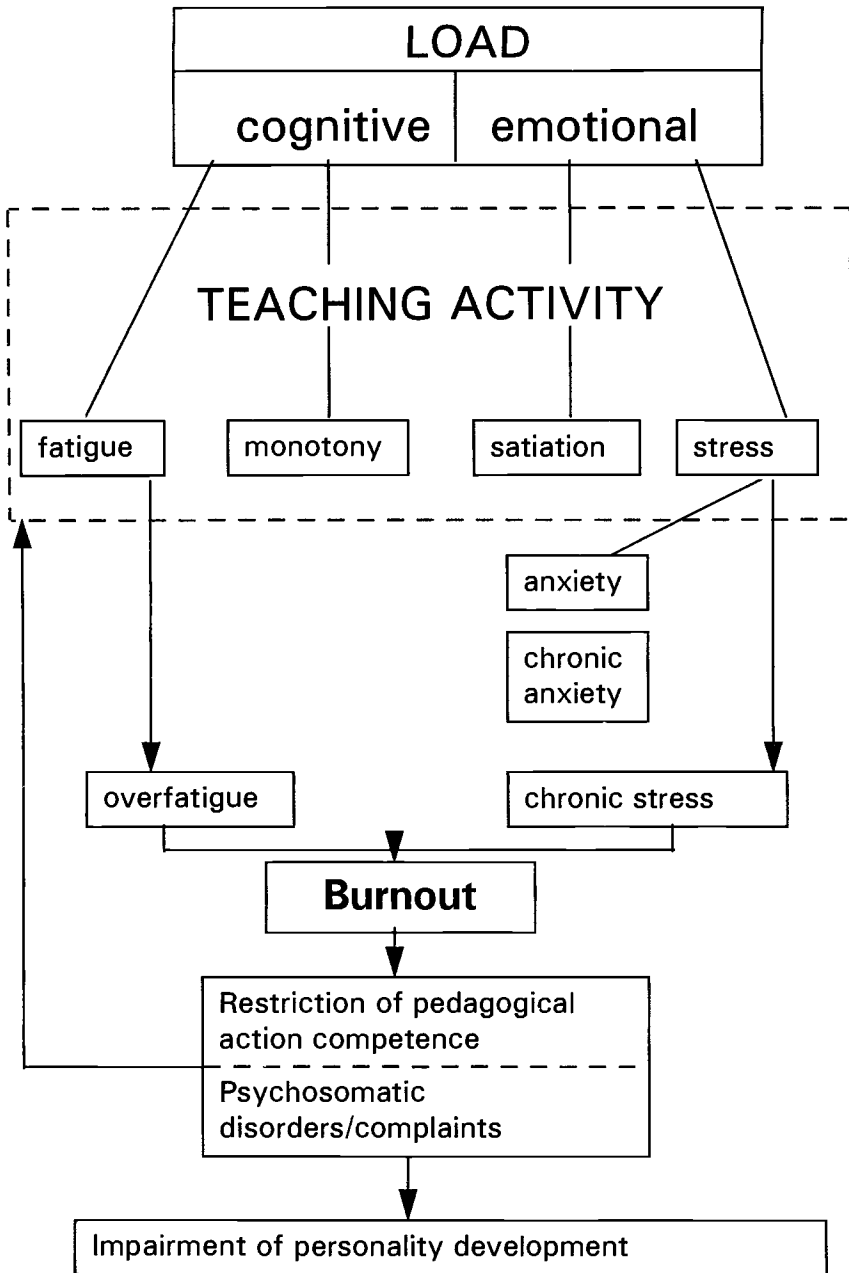 LOAD
cognitive emotional
TEACHING ACTIVITY
fatigue monotony satiation stress
anxiety
chronic
anxiety
overfatigue chronic stress
Burnout
Restriction of pedagogical
action competence
Psychosomatic
disorders/complaints
Impairment of personality development